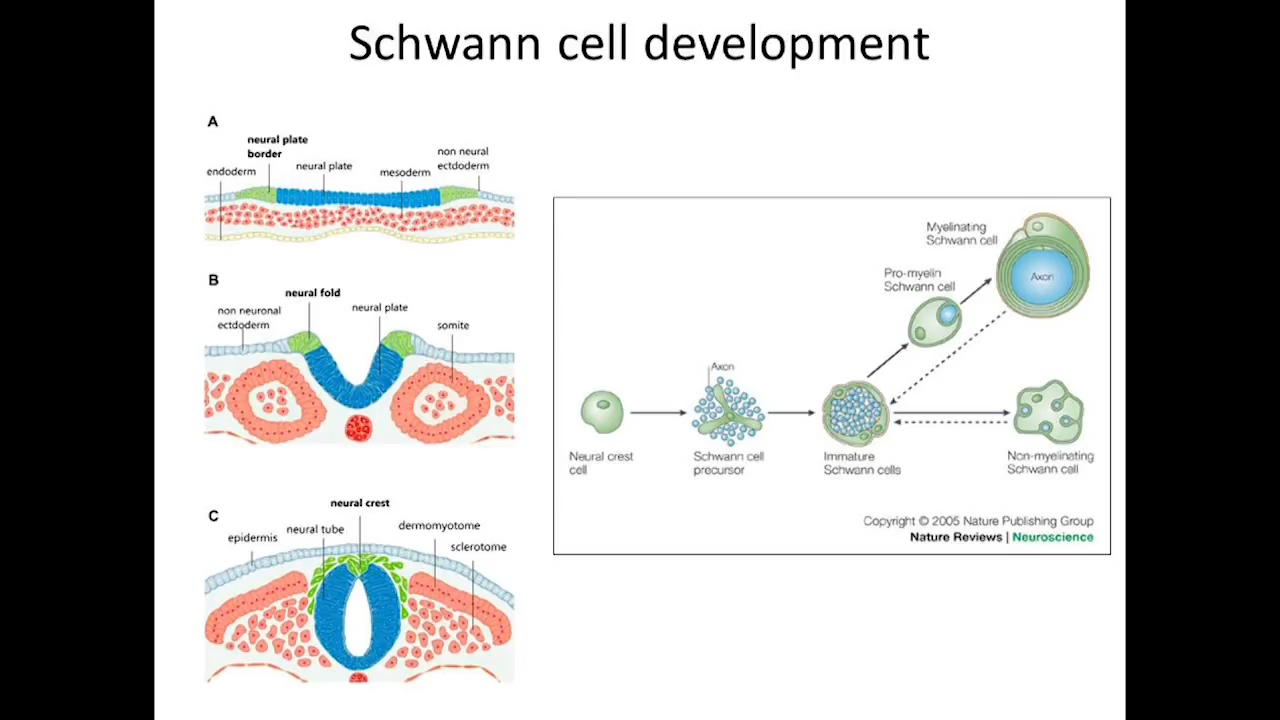 Schwann cell development
A
neural plate
border
endoderm
neural plate
mesoderm
non neural
ectdoderm
B
neural fold
non neuronal
ectdoderm
neural plate
somite
C
neural crest
epidermis
neural tube
dermomyotome
sclerotome
Myelinating
Schwann cell
Axon
Pro-myelin
Schwann cell
Axon
Neural crest
cell
Schwann cell
precursor
Immature
Schwann cells
Non-myelinating
Schwann cell
Copyright © 2005 Nature Publishing Group
Nature Reviews | Neuroscience